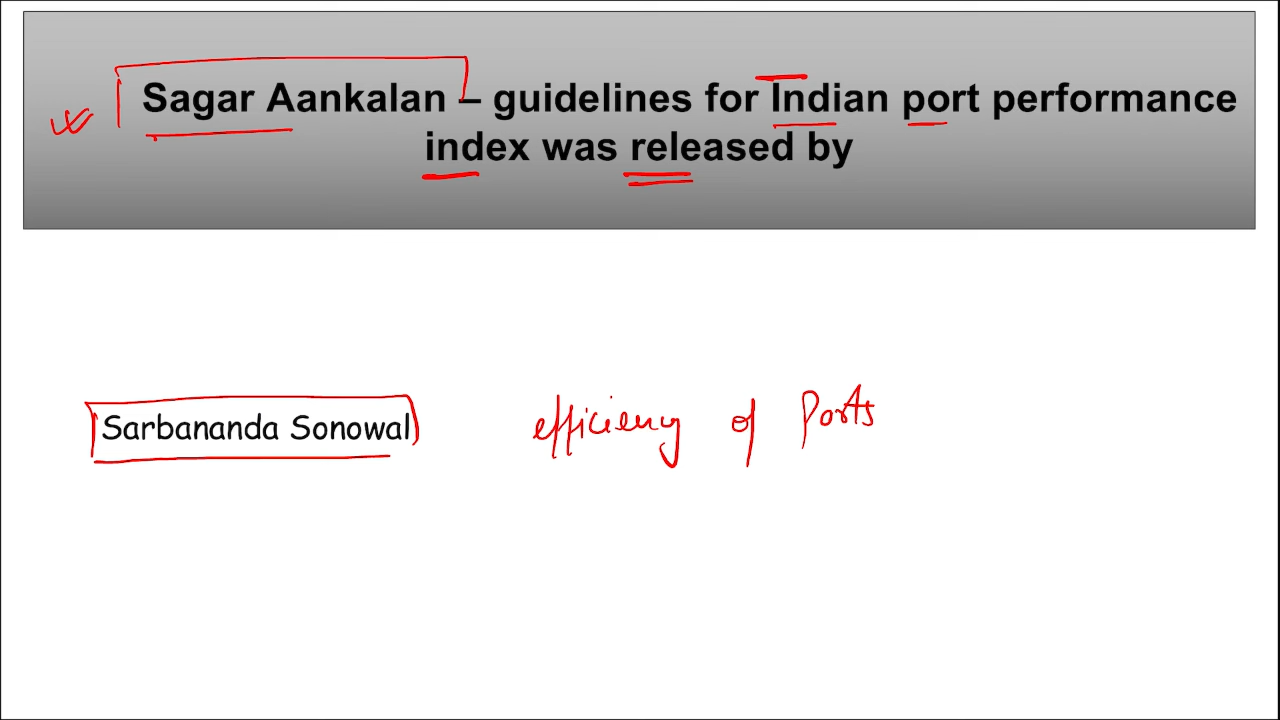 Sagar Aankalan – guidelines for Indian port performance
index was released by
Sarbananda Sonowal
efficiency of Ports